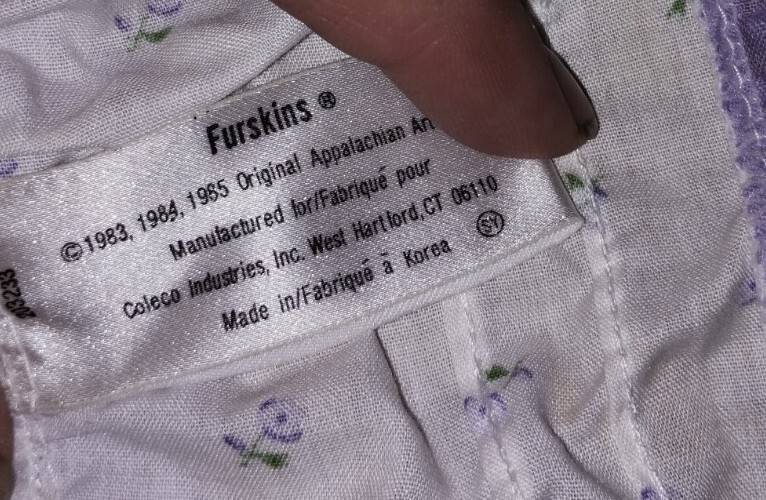 Furskins ®
©1983, 1984, 1985 Original Appalachian
Manufactured for/Fabriqué pour
Coleco Industries, Inc. West Hartford,CT 06110
Made in/Fabriqué à Korea
SY